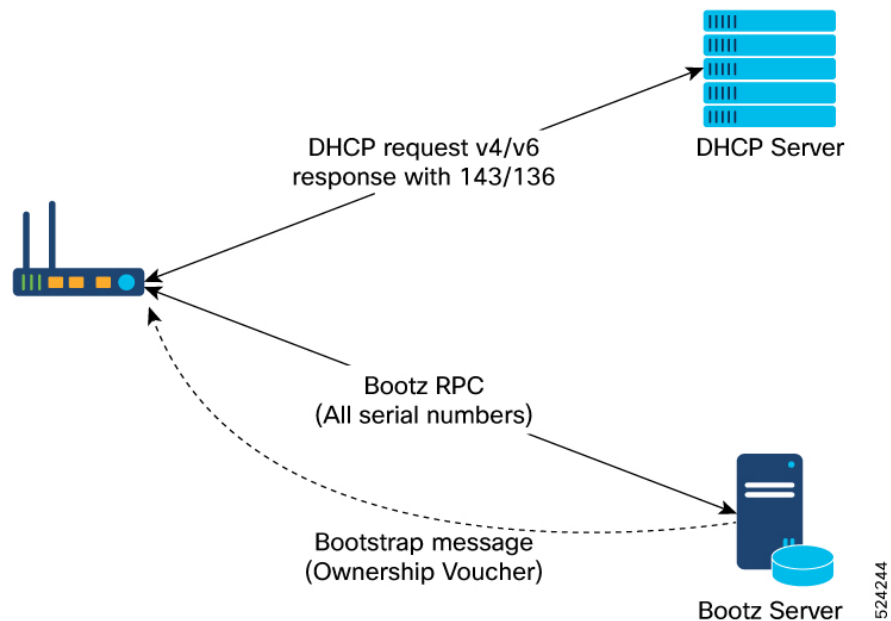 DHCP Server
DHCP request v4/v6
response with 143/136
Bootz RPC
(All serial numbers)
Bootstrap message
(Ownership Voucher)
Bootz Server
524244